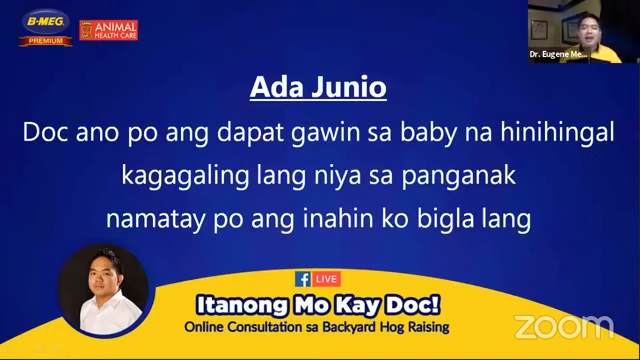 B-MEG.
PREMIUM
ANIMAL
HEALTH CARE
Dr. Eugene Me...
Ada Junio
Doc ano po ang dapat gawin sa baby na hinihingal
kagagaling lang niya sa panganak
namatay po ang inahin ko bigla lang
LIVE
Itanong Mo Kay Doc!
Online Consultation sa Backyard Hog Raising
zoom